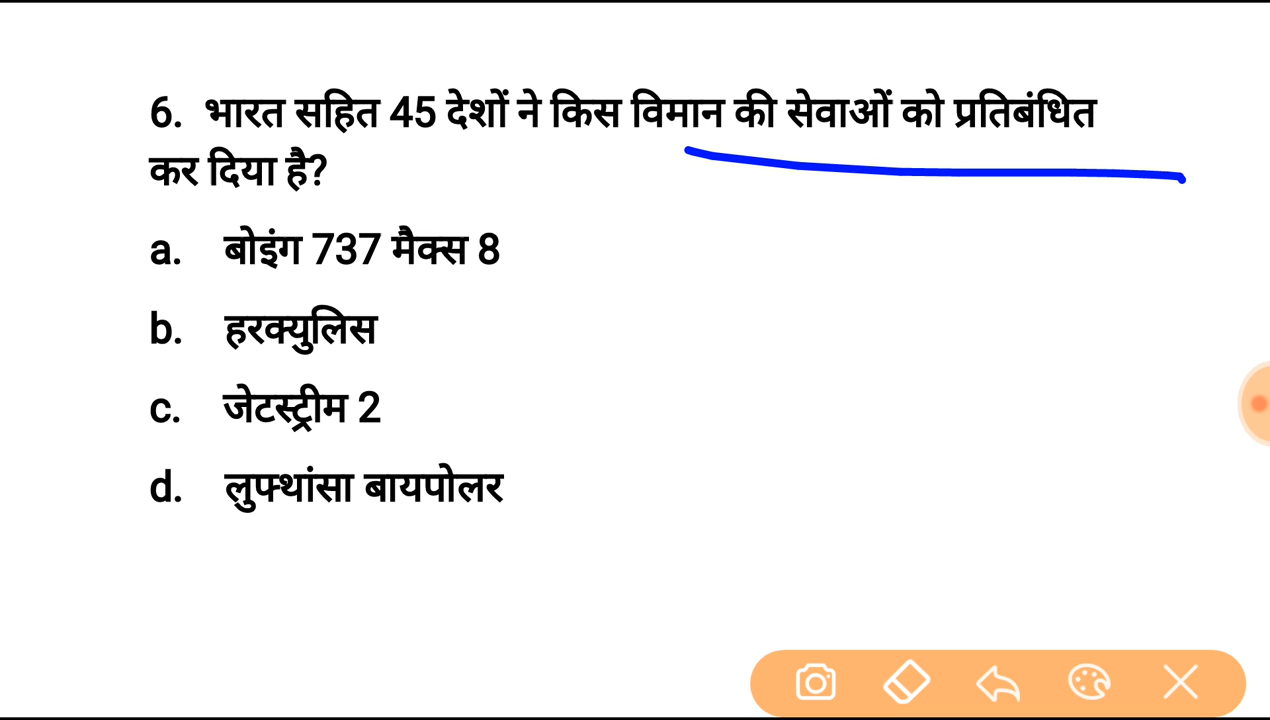 6. भारत सहित 45 देशों ने किस विमान की सेवाओं को प्रतिबंधित
कर दिया है?
a. बोइंग 737 मैक्स 8
b. हरक्युलिस
c. जेटस्ट्रीम 2
d. लुफ्थांसा बायपोलर